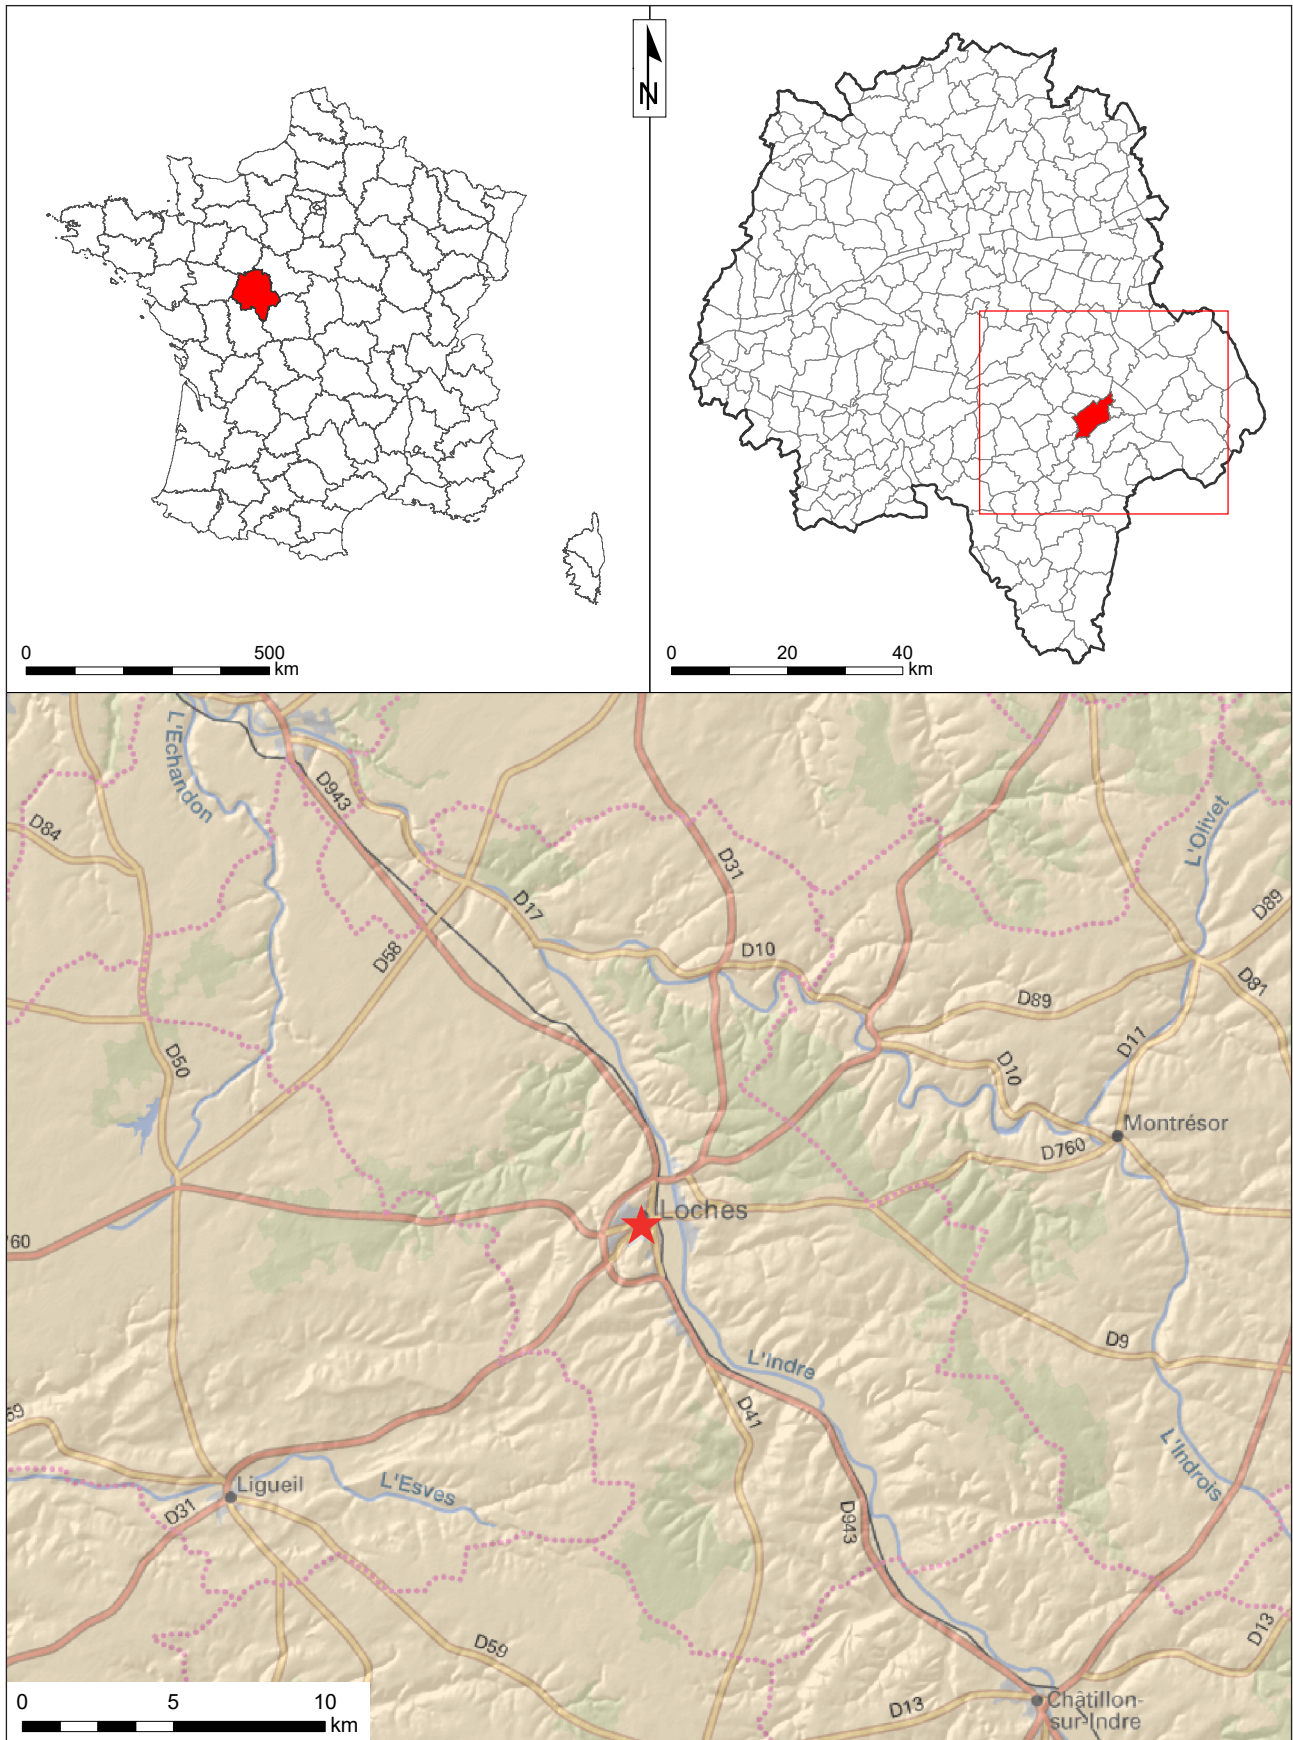 N
0 500 km
0 20 40 km
L'Echandon
D943
D84
D31
L'Olivet
D89
D17
D58
D10
D81
D89
D11
D50
D10
Montrésor
D760
Loches
760
D9
L'Indre
D41
69
L'Indrois
Ligueil
L'Esves
D31
D943
D13
D59
D13
Châtillon-
sur-Indre
0 5 10 km